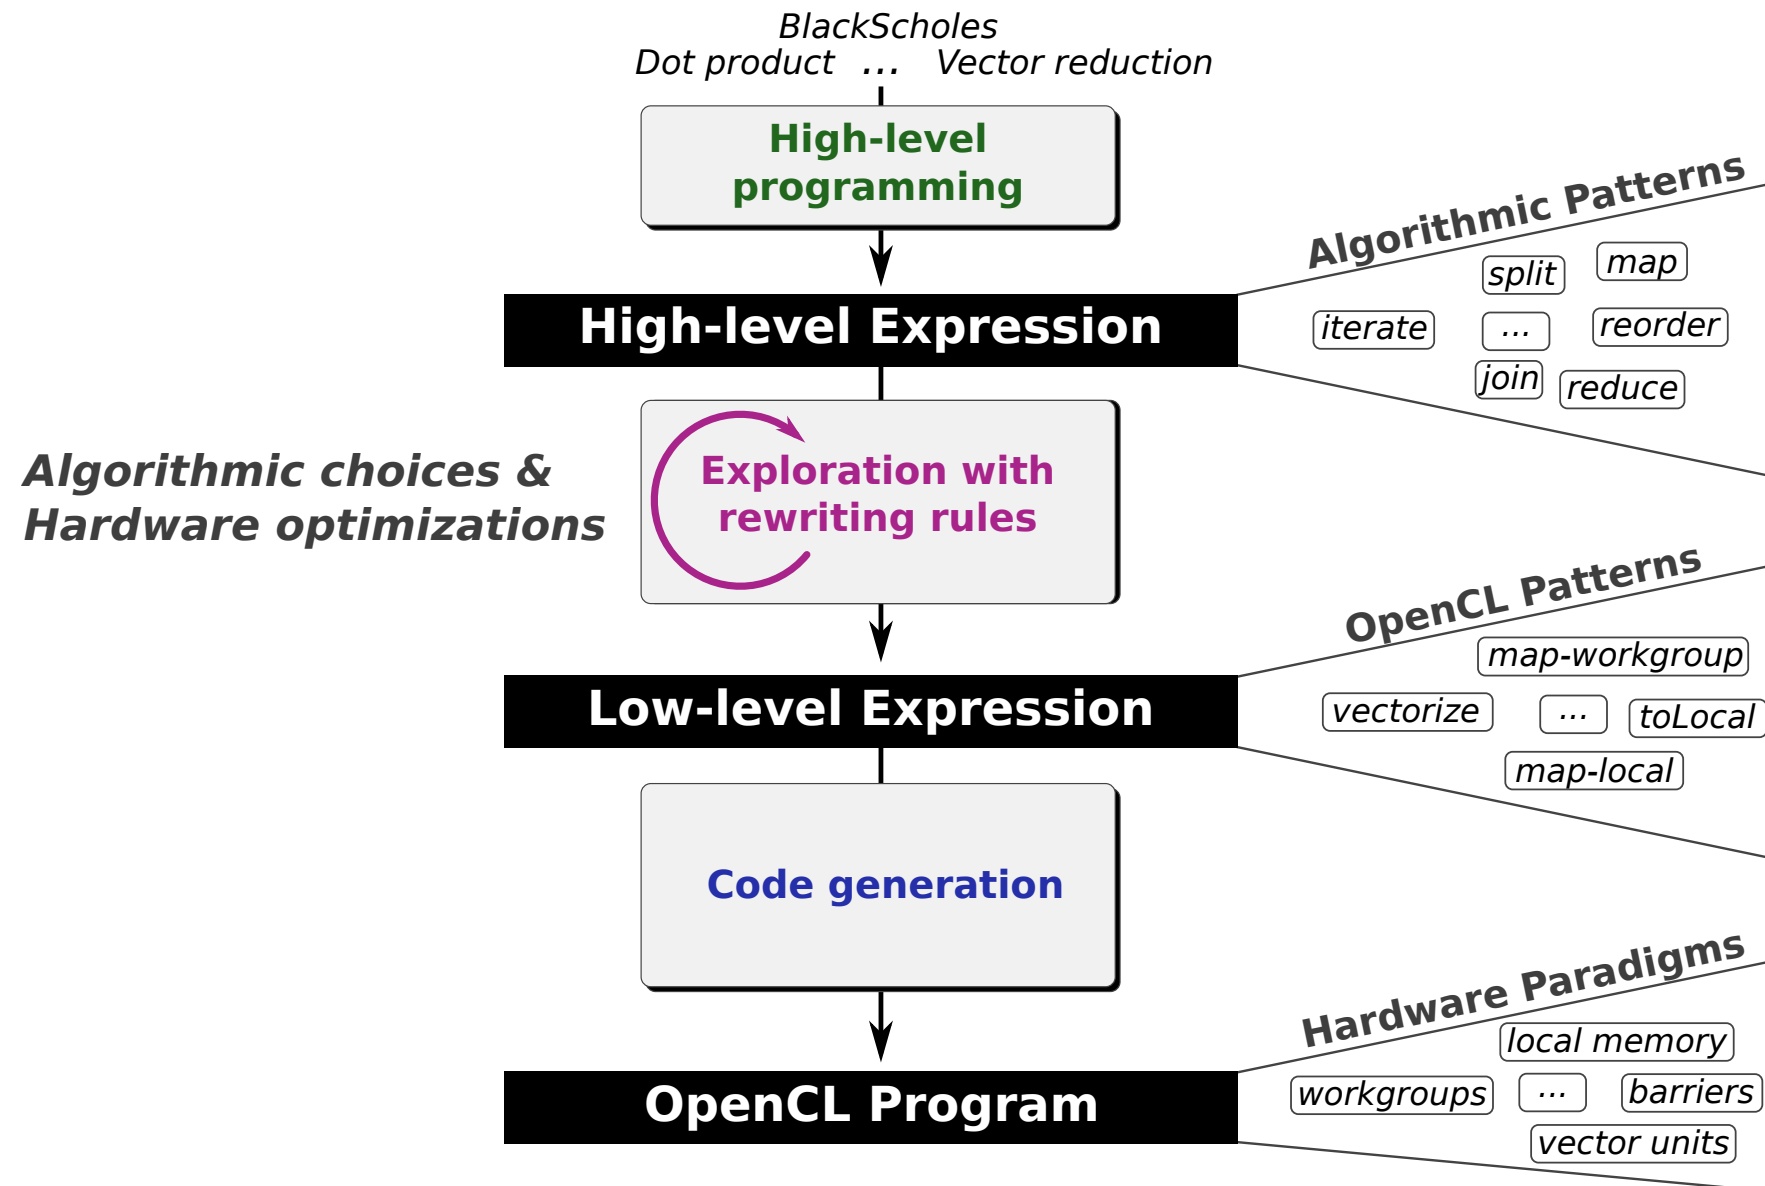 BlackScholes
Dot product ... Vector reduction
High-level
programming
Algorithmic Patterns
split
map
High-level Expression
iterate
...
reorder
join
reduce
Algorithmic choices &
Hardware optimizations
Exploration with
rewriting rules
OpenCL Patterns
map-workgroup
Low-level Expression
vectorize
...
toLocal
map-local
Code generation
Hardware Paradigms
local memory
OpenCL Program
workgroups
...
barriers
vector units